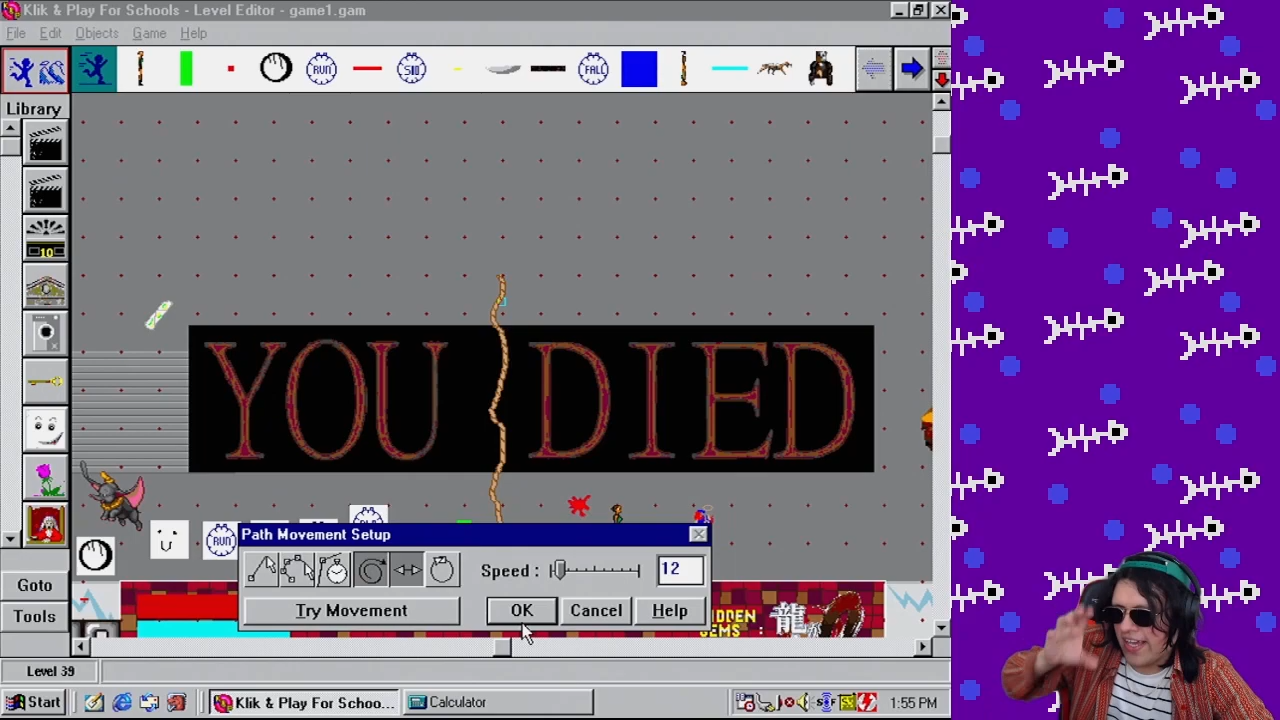 Klik & Play For Schools - Level Editor - game1.gam
File Edit Objects Game Help
RUN
SND
FALL
Library
10
YOU DIED
RUN
Path Movement Setup
Speed : 12
Try Movement OK Cancel Help
HIDDEN
GEMS : 龍
Goto
Tools
Level 39
Start Klik & Play For Schoo... Calculator 1:55 PM